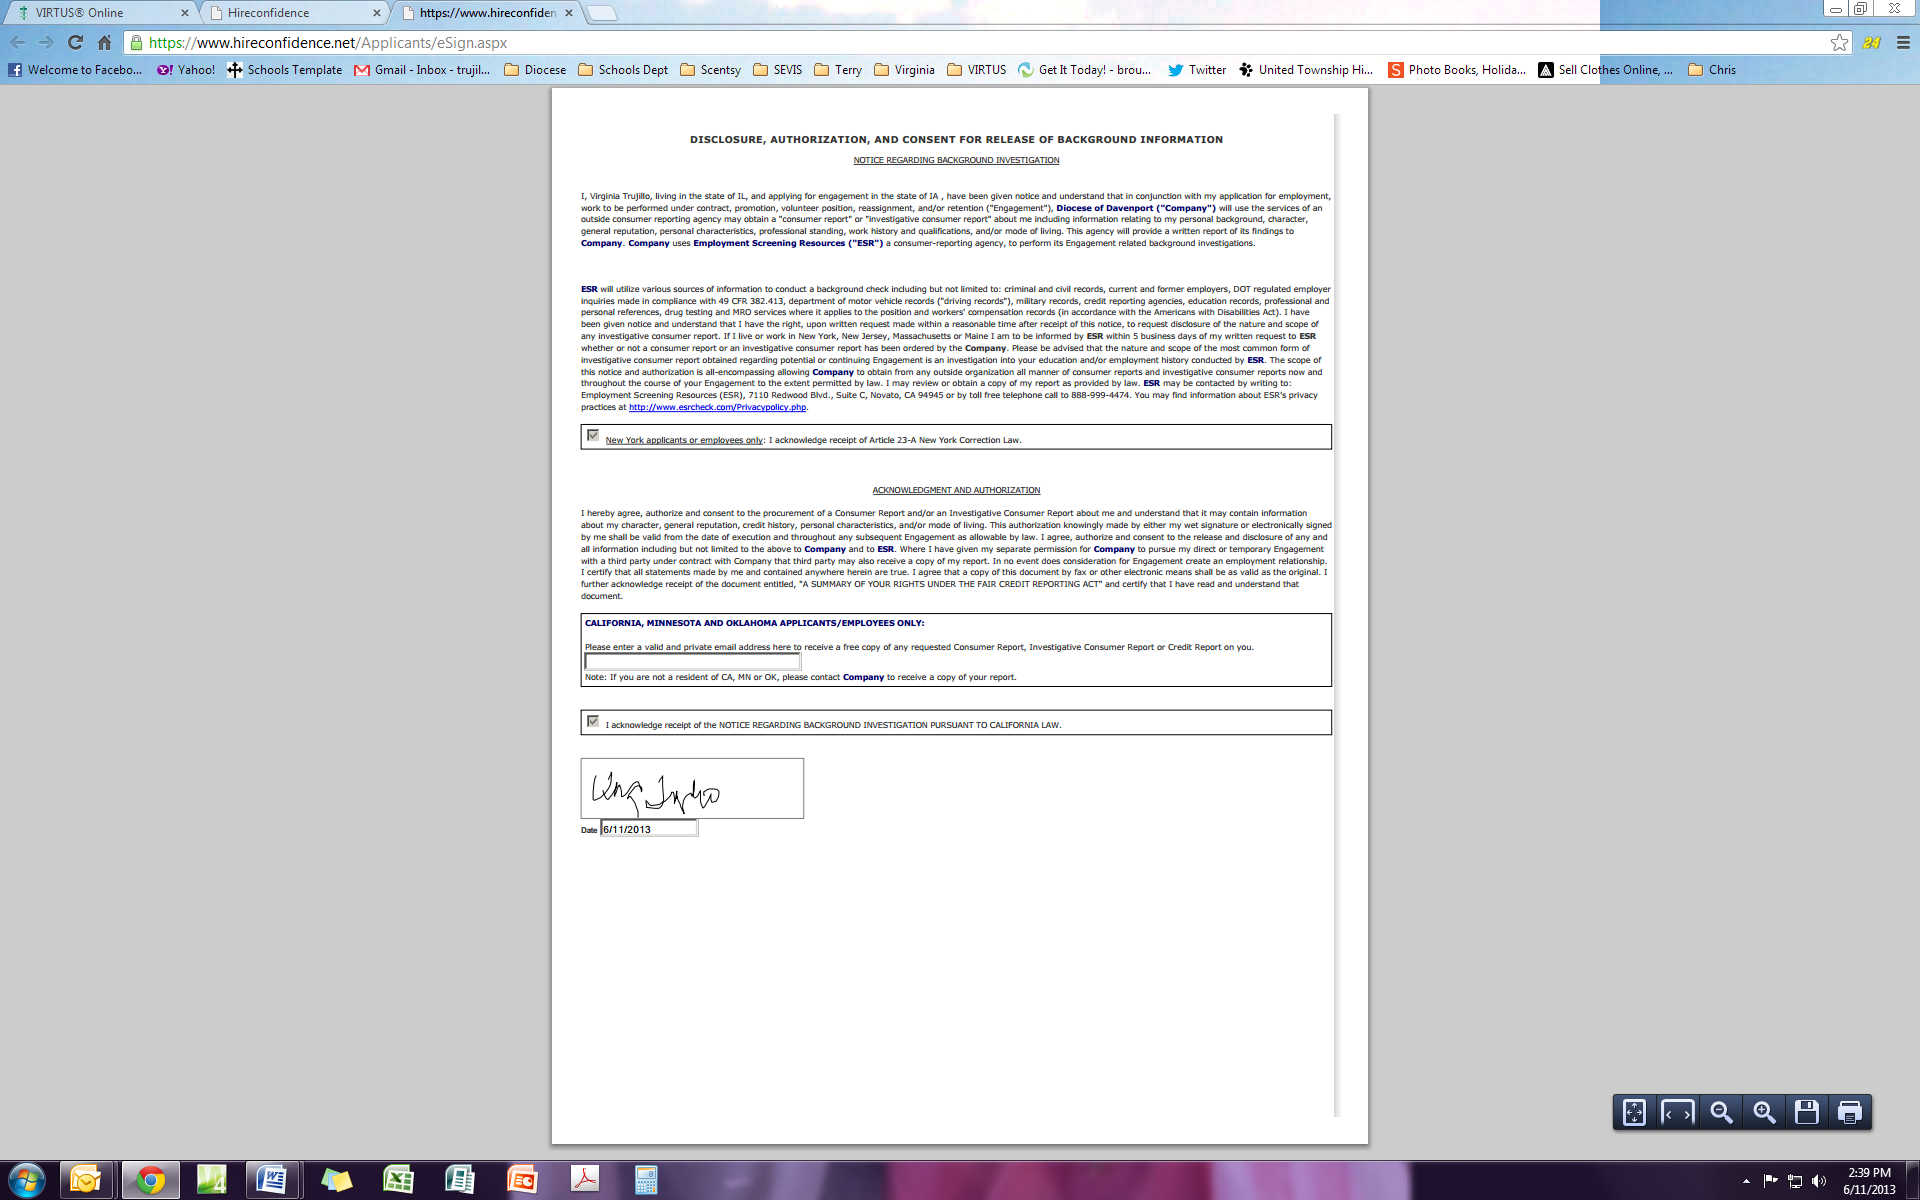 VIRTUS® Online
Hireconfidence
https://www.hireconfiden
https://www.hireconfidence.net/Applicants/eSign.aspx
24
Welcome to Facebo...
Yahoo!
Schools Template
Gmail - Inbox - trujil...
Diocese
Schools Dept
Scentsy
SEVIS
Terry
Virginia
VIRTUS
Get It Today! - brou...
Twitter
United Township Hi...
Photo Books, Holida...
Sell Clothes Online, ...
Chris
DISCLOSURE, AUTHORIZATION, AND CONSENT FOR RELEASE OF BACKGROUND INFORMATION
NOTICE REGARDING BACKGROUND INVESTIGATION
I, Virginia Trujillo, living in the state of IL, and applying for engagement in the state of IA , have been given notice and understand that in conjunction with my application for employment,
work to be performed under contract, promotion, volunteer position, reassignment, and/or retention ("Engagement"), Diocese of Davenport ("Company") will use the services of an
outside consumer reporting agency may obtain a "consumer report" or "investigative consumer report" about me including information relating to my personal background, character,
general reputation, personal characteristics, professional standing, work history and qualifications, and/or mode of living. This agency will provide a written report of its findings to
Company. Company uses Employment Screening Resources ("ESR") a consumer-reporting agency, to perform its Engagement related background investigations.
ESR will utilize various sources of information to conduct a background check including but not limited to: criminal and civil records, current and former employers, DOT regulated employer
inquiries made in compliance with 49 CFR 382.413, department of motor vehicle records ("driving records"), military records, credit reporting agencies, education records, professional and
personal references, drug testing and MRO services where it applies to the position and workers' compensation records (in accordance with the Americans with Disabilities Act). I have
been given notice and understand that I have the right, upon written request made within a reasonable time after receipt of this notice, to request disclosure of the nature and scope of
any investigative consumer report. If I live or work in New York, New Jersey, Massachusetts or Maine I am to be informed by ESR within 5 business days of my written request to ESR
whether or not a consumer report or an investigative consumer report has been ordered by the Company. Please be advised that the nature and scope of the most common form of
investigative consumer report obtained regarding potential or continuing Engagement is an investigation into your education and/or employment history conducted by ESR. The scope of
this notice and authorization is all-encompassing allowing Company to obtain from any outside organization all manner of consumer reports and investigative consumer reports now and
throughout the course of your Engagement to the extent permitted by law. I may review or obtain a copy of my report as provided by law. ESR may be contacted by writing to:
Employment Screening Resources (ESR), 7110 Redwood Blvd., Suite C, Novato, CA 94945 or by toll free telephone call to 888-999-4474. You may find information about ESR's privacy
practices at http://www.esrcheck.com/Privacypolicy.php.
New York applicants or employees only: I acknowledge receipt of Article 23-A New York Correction Law.
ACKNOWLEDGMENT AND AUTHORIZATION
I hereby agree, authorize and consent to the procurement of a Consumer Report and/or an Investigative Consumer Report about me and understand that it may contain information
about my character, general reputation, credit history, personal characteristics, and/or mode of living. This authorization knowingly made by either my wet signature or electronically signed
by me shall be valid from the date of execution and throughout any subsequent Engagement as allowable by law. I agree, authorize and consent to the release and disclosure of any and
all information including but not limited to the above to Company and to ESR. Where I have given my separate permission for Company to pursue my direct or temporary Engagement
with a third party under contract with Company that third party may also receive a copy of my report. In no event does consideration for Engagement create an employment relationship.
I certify that all statements made by me and contained anywhere herein are true. I agree that a copy of this document by fax or other electronic means shall be as valid as the original. I
further acknowledge receipt of the document entitled, "A SUMMARY OF YOUR RIGHTS UNDER THE FAIR CREDIT REPORTING ACT" and certify that I have read and understand that
document.
CALIFORNIA, MINNESOTA AND OKLAHOMA APPLICANTS/EMPLOYEES ONLY:
Please enter a valid and private email address here to receive a free copy of any requested Consumer Report, Investigative Consumer Report or Credit Report on you.
Note: If you are not a resident of CA, MN or OK, please contact Company to receive a copy of your report.
I acknowledge receipt of the NOTICE REGARDING BACKGROUND INVESTIGATION PURSUANT TO CALIFORNIA LAW.
Date 6/11/2013
2:39 PM
6/11/2013